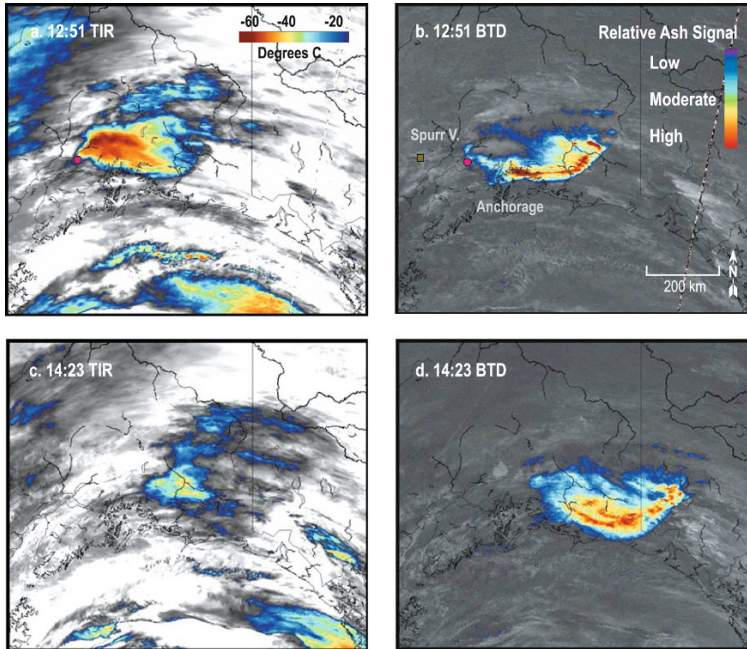 a. 12:51 TIR
-60 -40 -20
Degrees C
b. 12:51 BTD
Relative Ash Signal
Low
Moderate
High
Spurr V.
Anchorage
N
200 km
c. 14:23 TIR
d. 14:23 BTD